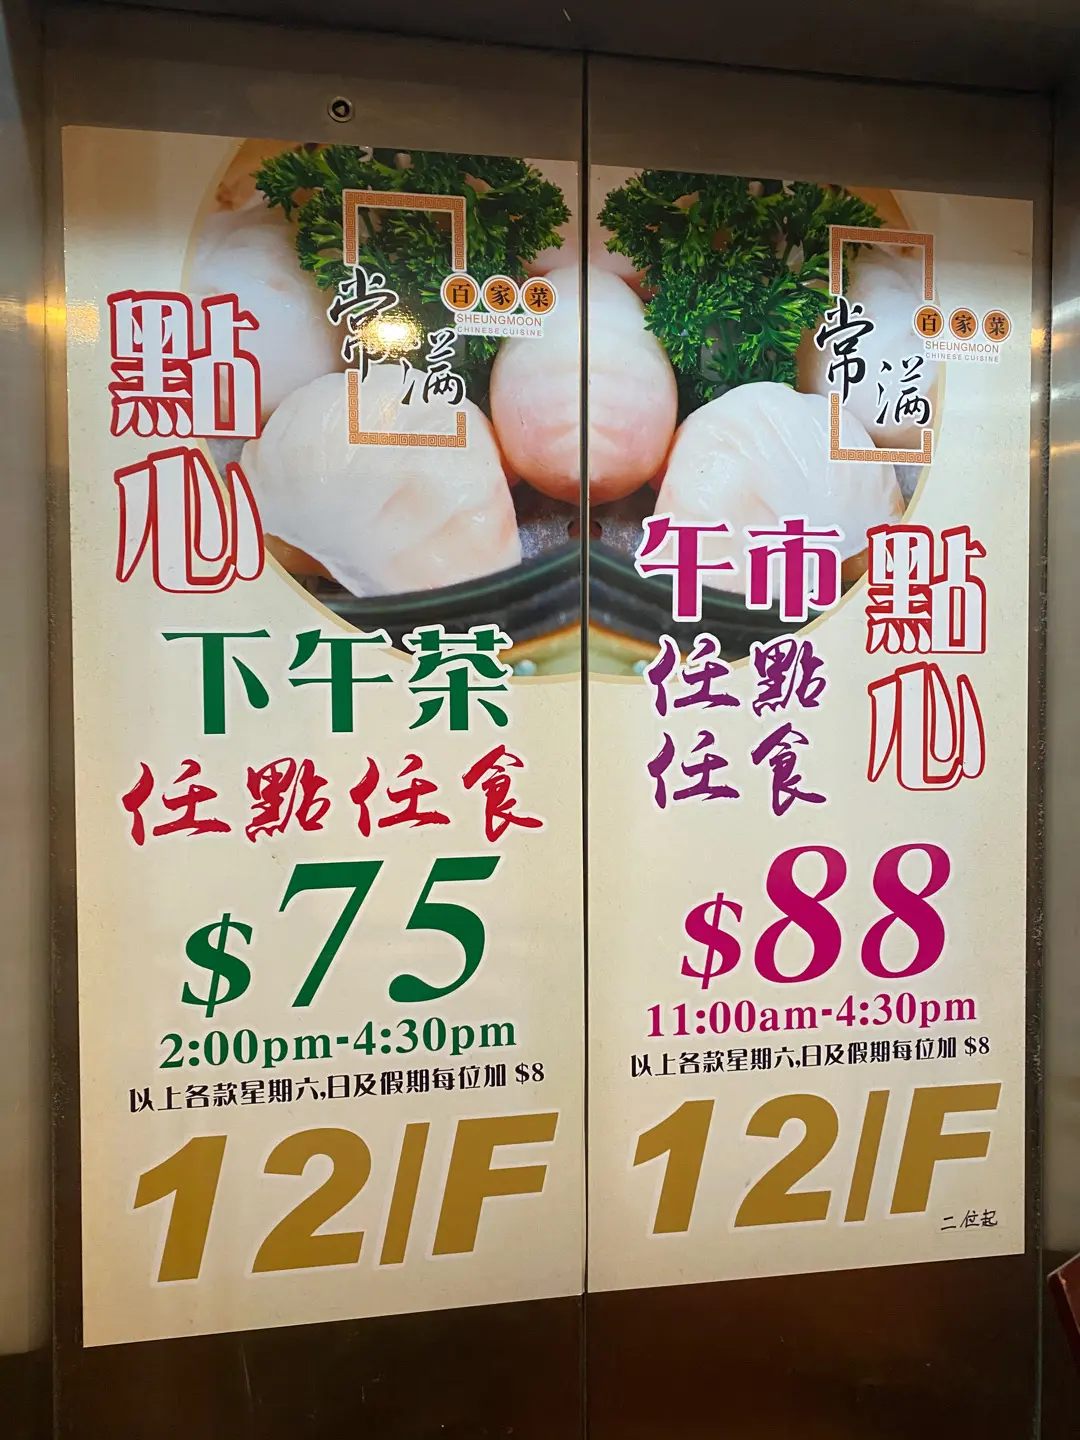 常满
百家菜
SHEUNGMOON
CHINESE CUISINE
點心
下午茶
任點任食
$75
2:00pm-4:30pm
以上各款星期六,日及假期每位加 $8
12/F
常满
百家菜
SHEUNGMOON
CHINESE CUISINE
午市
任點
任食
點心
$88
11:00am-4:30pm
以上各款星期六,日及假期每位加 $8
12/F
二位起